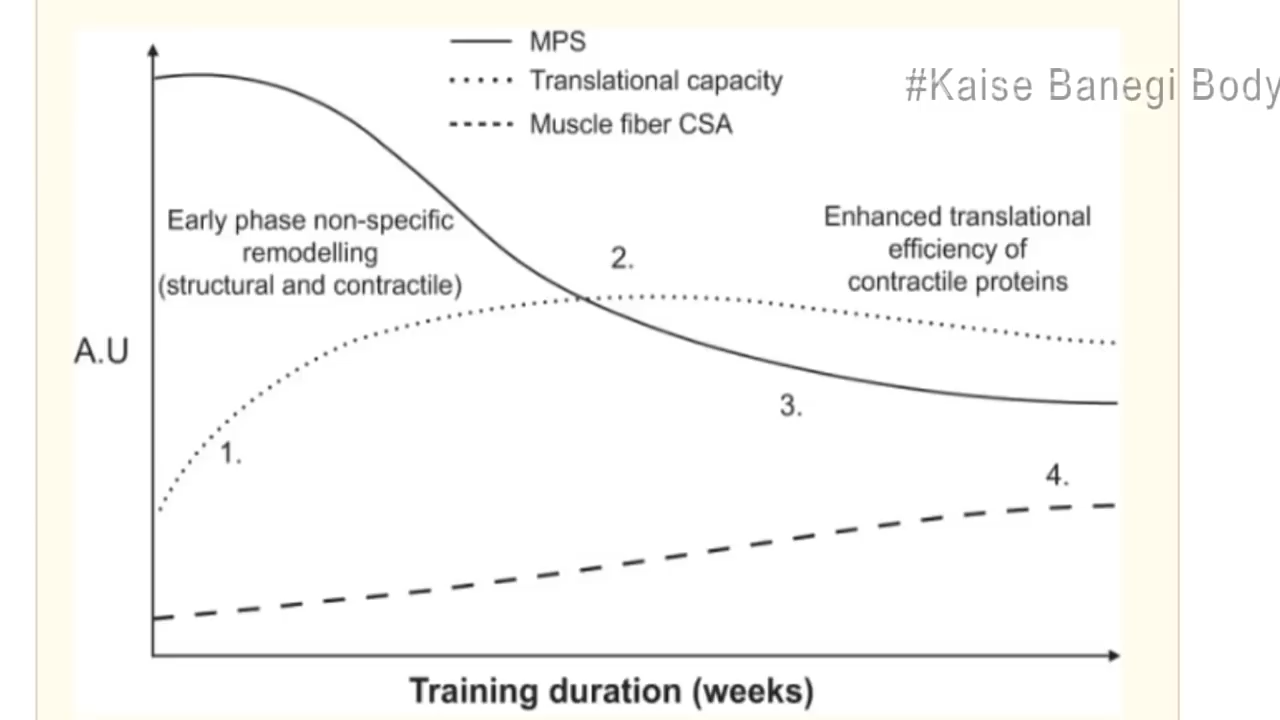 MPS
Translational capacity
Muscle fiber CSA
#Kaise Banegi Body
Early phase non-specific
remodelling
(structural and contractile)
Enhanced translational
efficiency of
contractile proteins
2.
A.U
3.
1.
4.
Training duration (weeks)